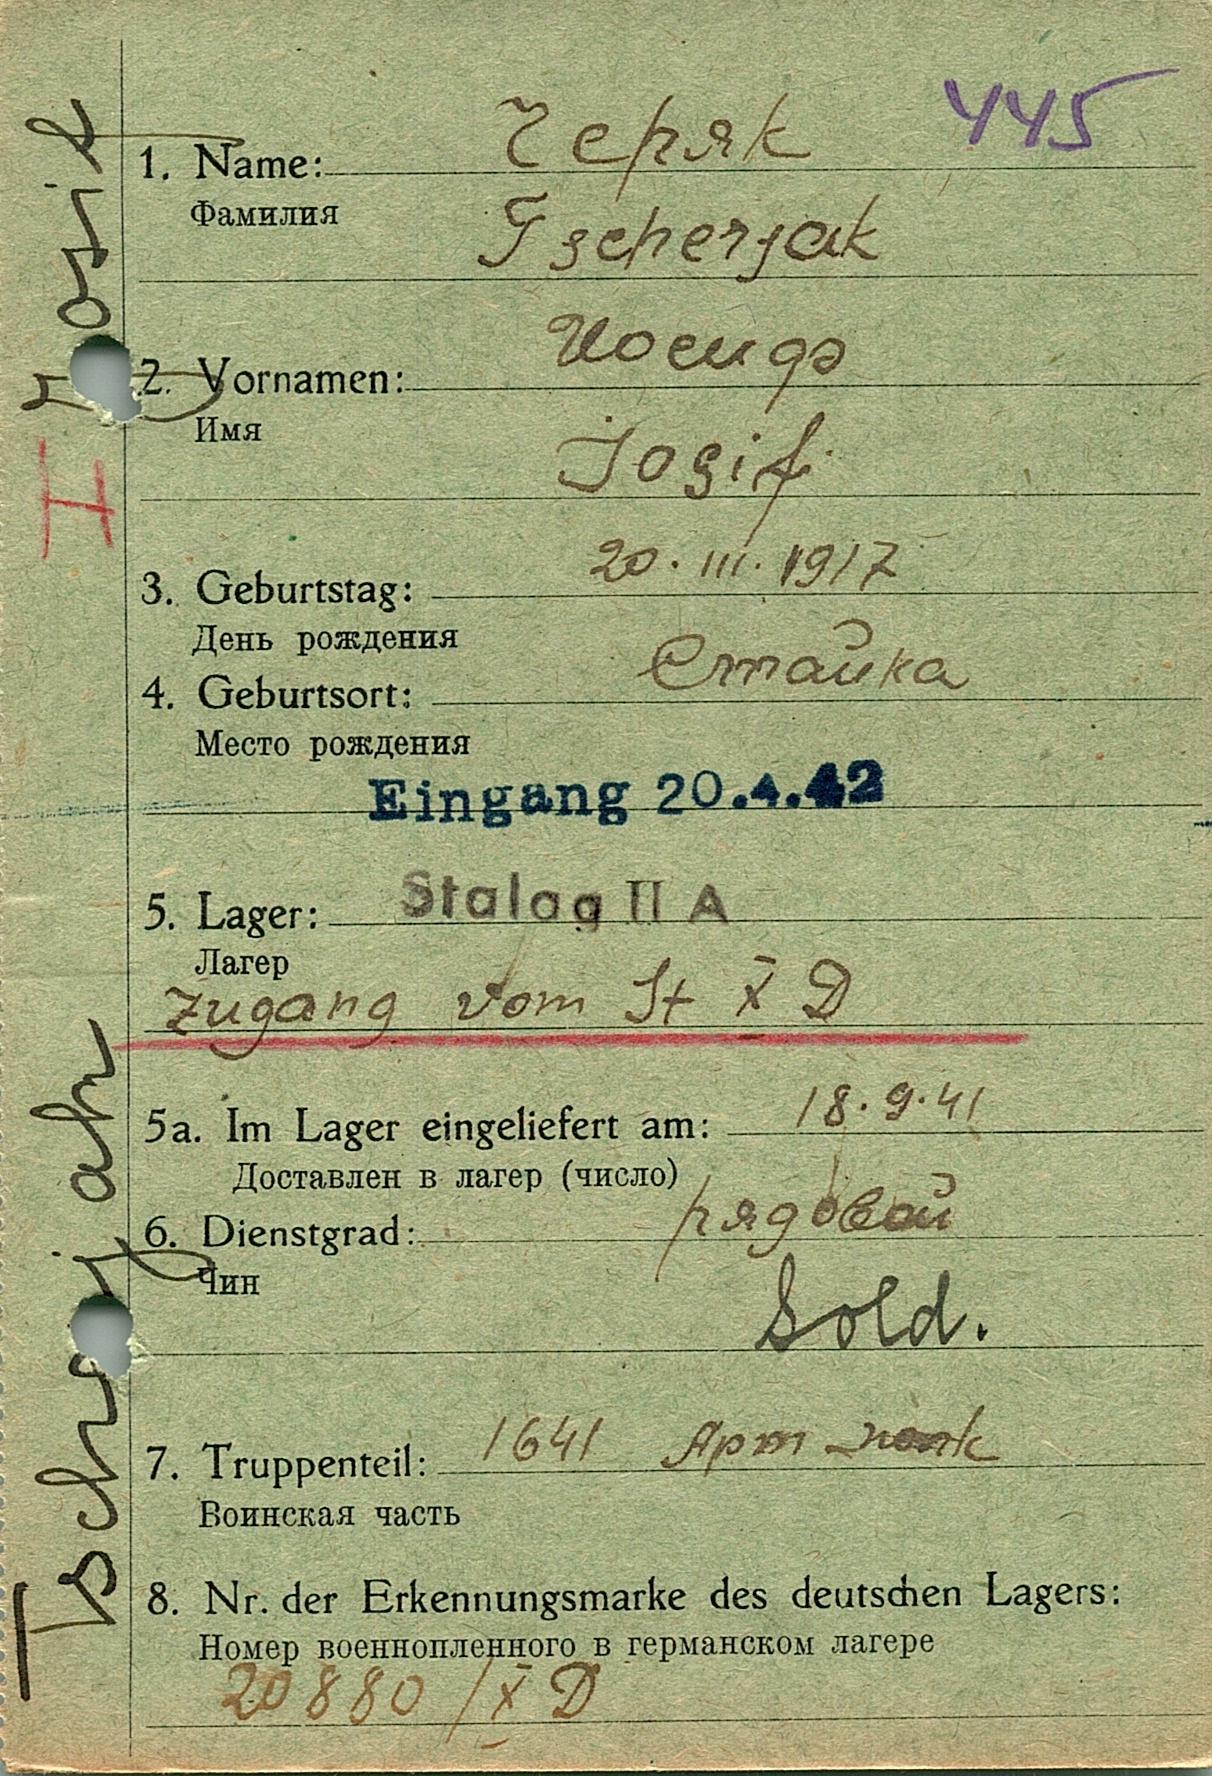 445
1. Name: Черяк
Фамилия
Tscherjak
2. Vornamen: Иосиф
Имя
Iosif
3. Geburtstag: 20. III. 1917
День рождения
4. Geburtsort: Стайка
Место рождения
Eingang 20.4.42
5. Lager: Stalag II A
Лагер
Zugang vom St X D
5a. Im Lager eingeliefert am: 18.9.41
Доставлен в лагер (число)
6. Dienstgrad: рядовой
Чин
Sold.
7. Truppenteil: 1641 Арт полк
Воинская часть
8. Nr. der Erkennungsmarke des deutschen Lagers:
Номер военнопленного в германском лагере
20880/X D
I